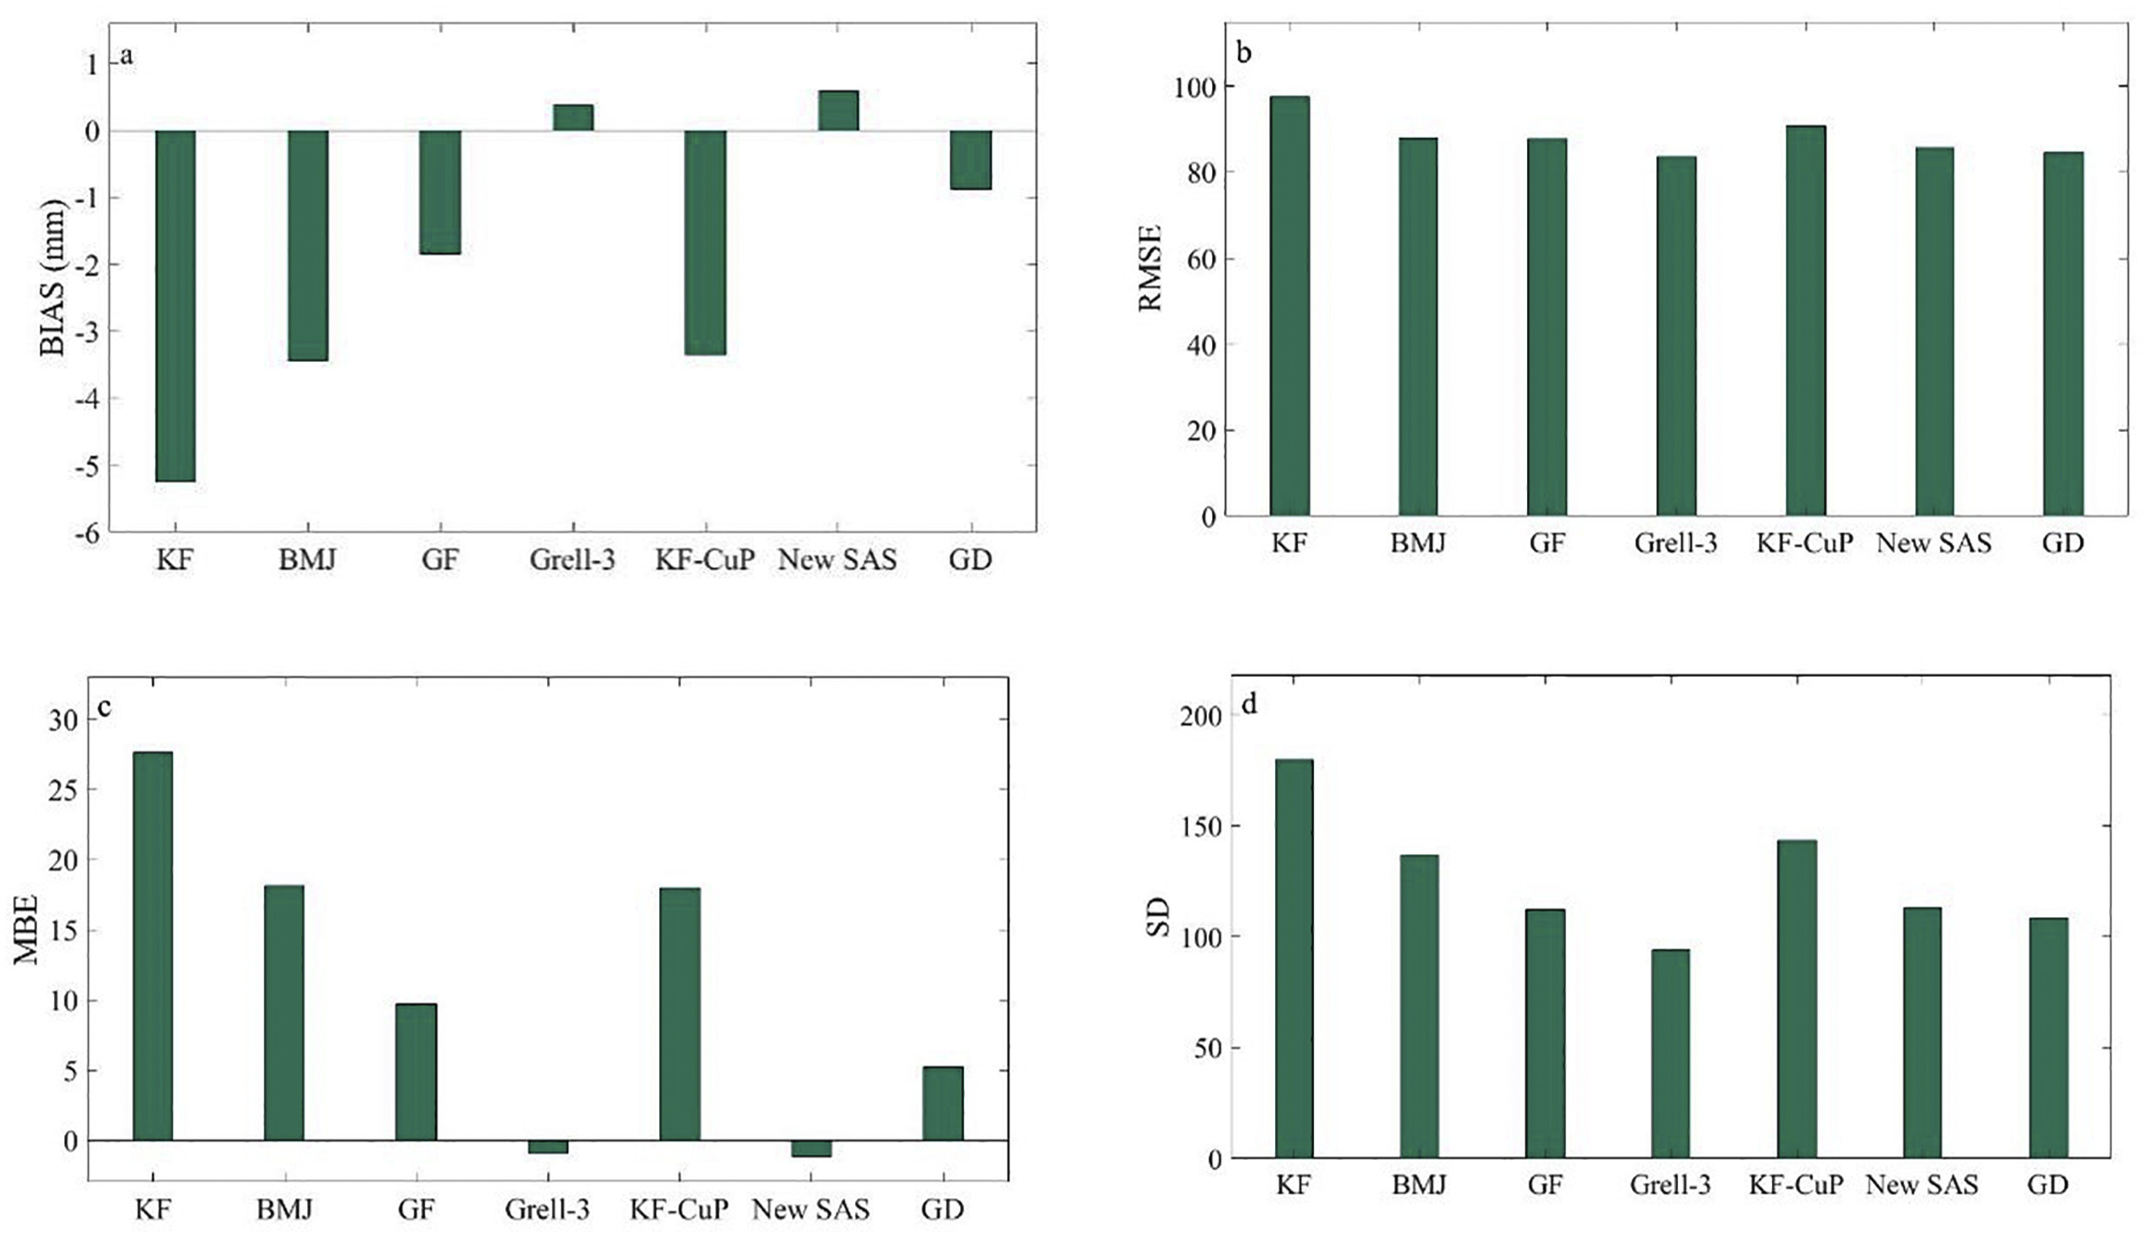 a
1
0
-1
-2
-3
-4
-5
-6
BIAS (mm)
KF BMJ GF Grell-3 KF-CuP New SAS GD
b
100
80
60
40
20
0
RMSE
KF BMJ GF Grell-3 KF-CuP New SAS GD
c
30
25
20
15
10
5
0
MBE
KF BMJ GF Grell-3 KF-CuP New SAS GD
d
200
150
100
50
0
SD
KF BMJ GF Grell-3 KF-CuP New SAS GD